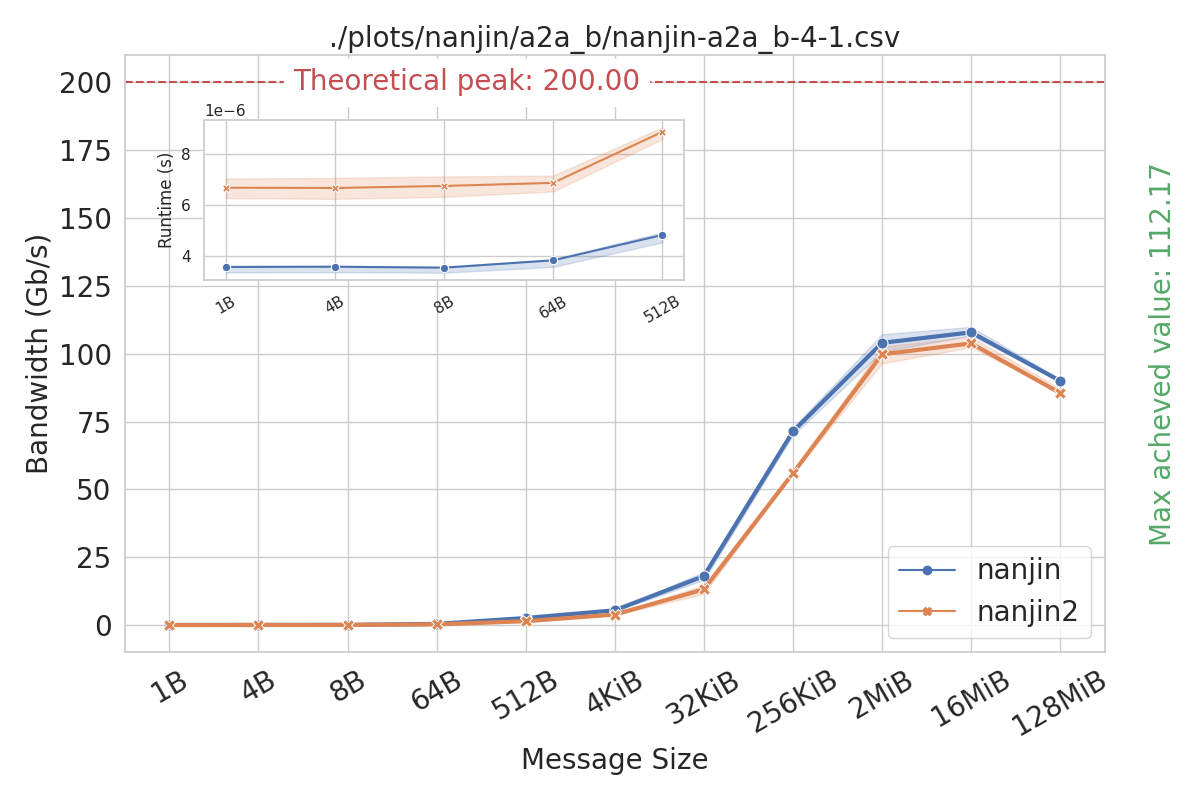 ./plots/nanjin/a2a_b/nanjin-a2a_b-4-1.csv
200
Theoretical peak: 200.00
1e−6
175
150
125
100
75
50
25
0
Bandwidth (Gb/s)
8
6
4
Runtime (s)
1B
4B
8B
64B
512B
Max acheved value: 112.17
nanjin
nanjin2
1B
4B
8B
64B
512B
4KiB
32KiB
256KiB
2MiB
16MiB
128MiB
Message Size